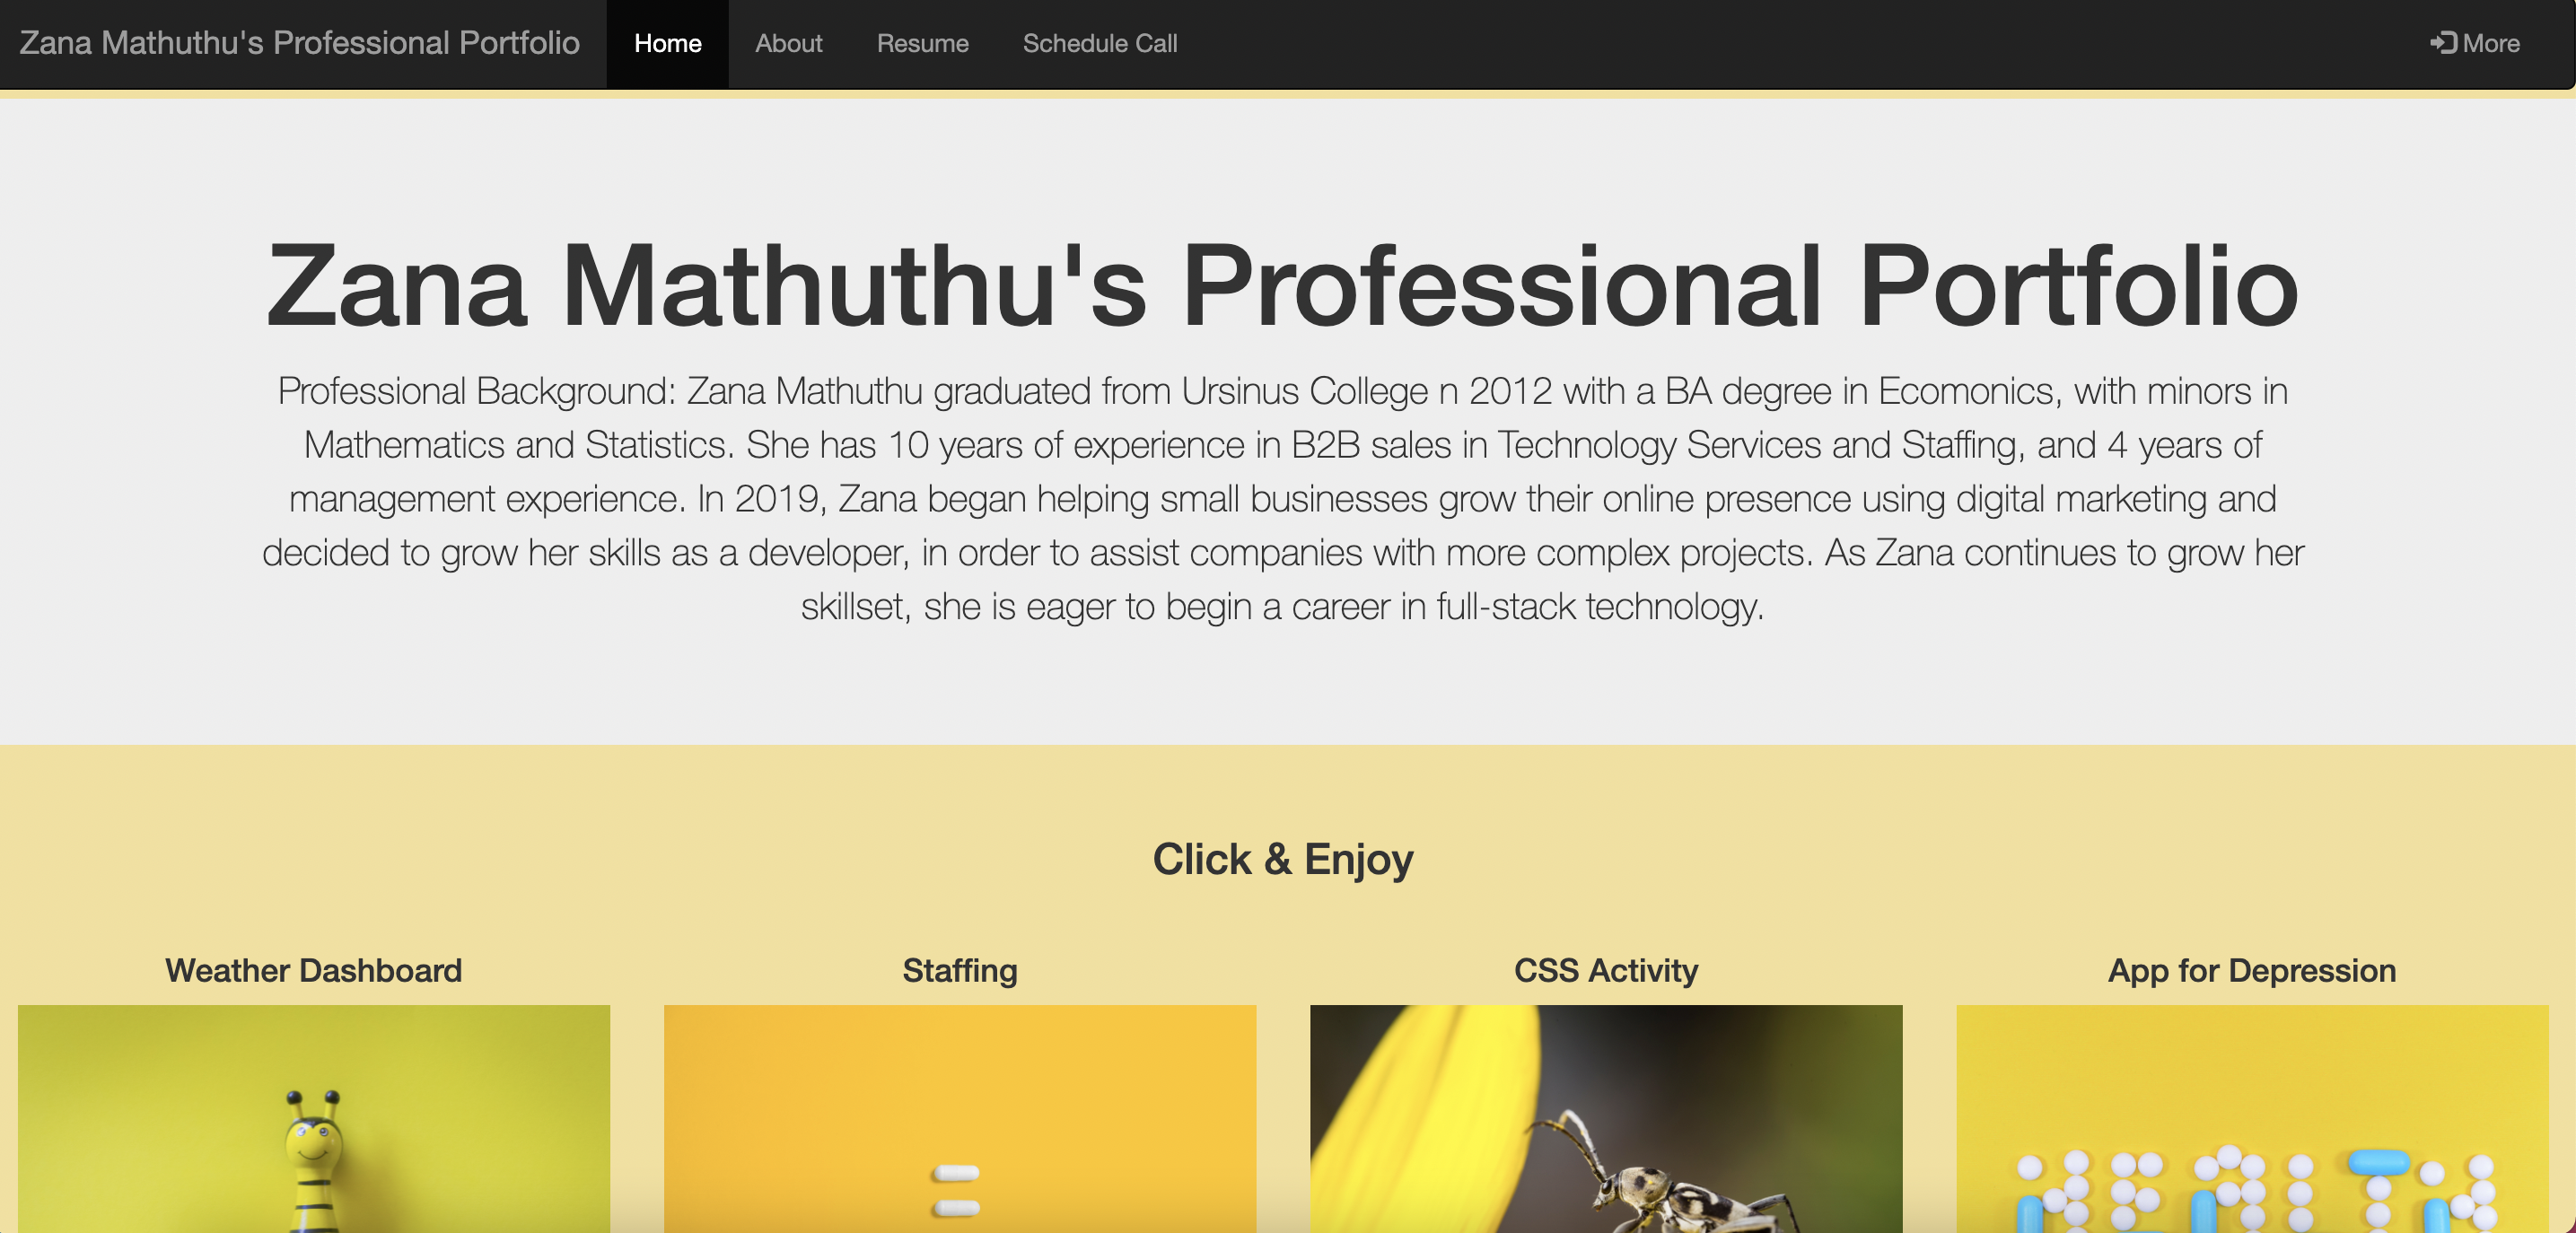 Zana Mathuthu's Professional Portfolio Home About Resume Schedule Call More
Zana Mathuthu's Professional Portfolio
Professional Background: Zana Mathuthu graduated from Ursinus College n 2012 with a BA degree in Ecomonics, with minors in
Mathematics and Statistics. She has 10 years of experience in B2B sales in Technology Services and Staffing, and 4 years of
management experience. In 2019, Zana began helping small businesses grow their online presence using digital marketing and
decided to grow her skills as a developer, in order to assist companies with more complex projects. As Zana continues to grow her
skillset, she is eager to begin a career in full-stack technology.
Click & Enjoy
Weather Dashboard Staffing CSS Activity App for Depression